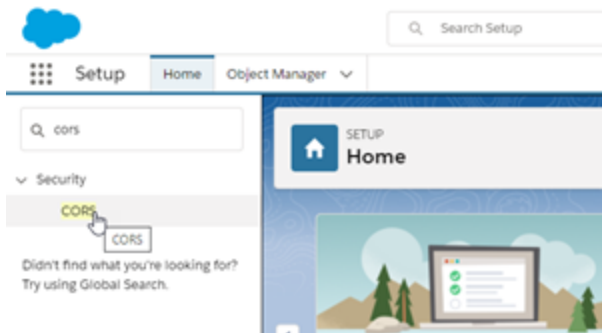 Search Setup
Setup
Home
Object Manager
cors
Security
CORS
CORS
Didn't find what you're looking for?
Try using Global Search.
SETUP
Home